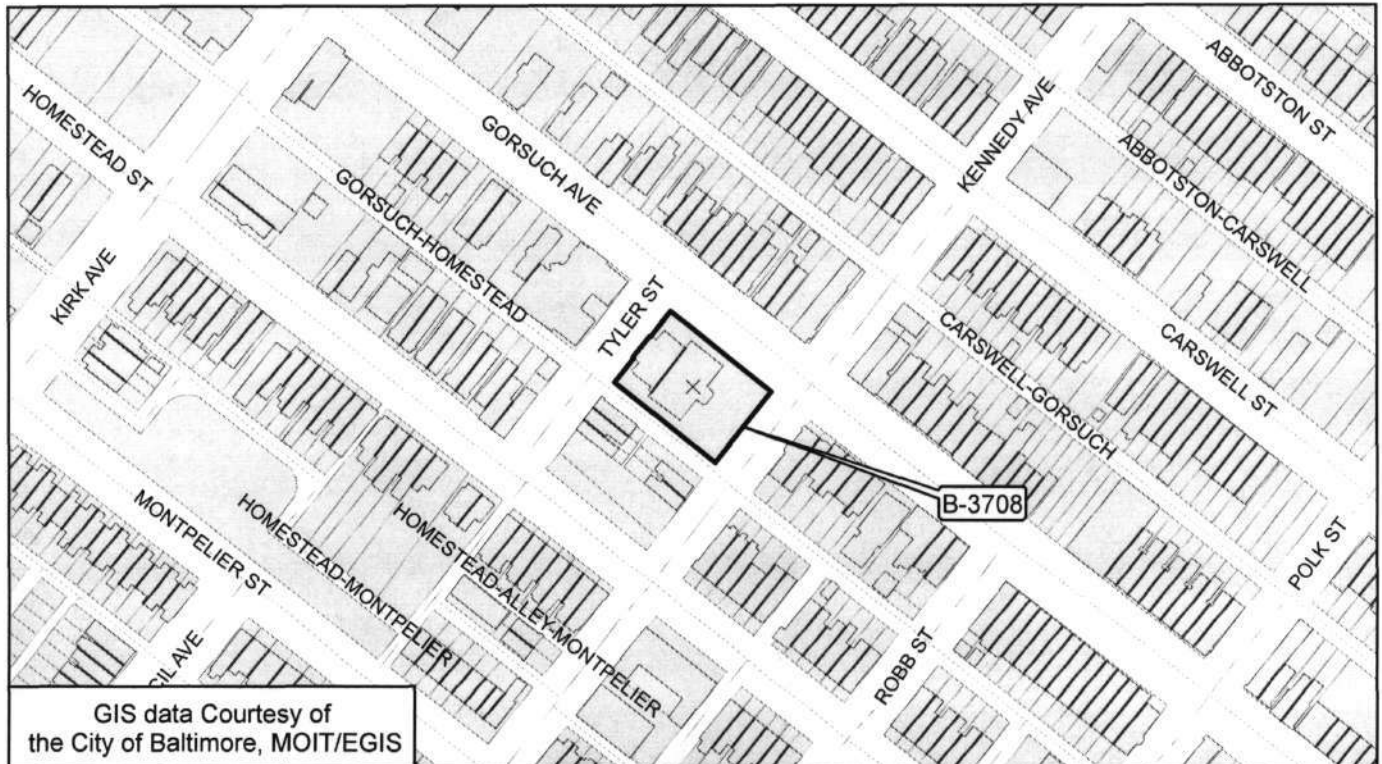 ABBOTSTON ST
KENNEDY AVE
HOMESTEAD ST
GORSUCH AVE
ABBOTSTON-CARSWELL
GORSUCH-HOMESTEAD
KIRK AVE
TYLER ST
CARSWELL-GORSUCH
CARSWELL ST
B-3708
MONTPELIER ST
HOMESTEAD-MONTPELIER
HOMESTEAD-ALLEY-MONTPELIER
POLK ST
CIL AVE
ROBB ST
GIS data Courtesy of
the City of Baltimore, MOIT/EGIS